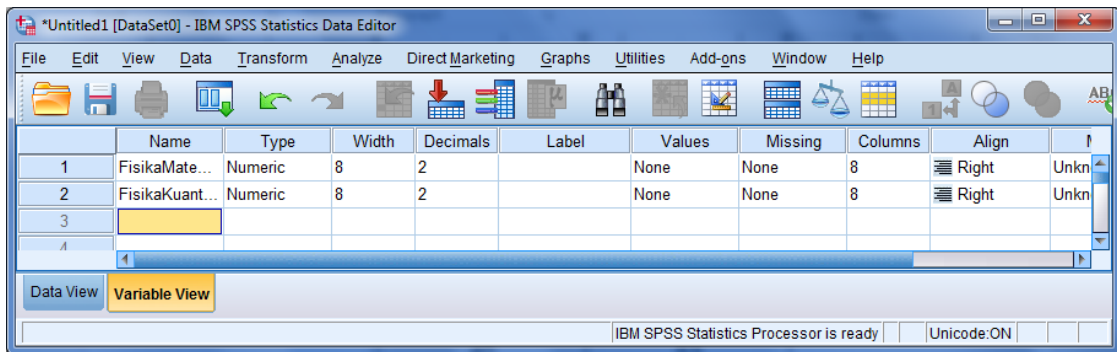 *Untitled1 [DataSet0] - IBM SPSS Statistics Data Editor
File Edit View Data Transform Analyze Direct Marketing Graphs Utilities Add-ons Window Help
Name Type Width Decimals Label Values Missing Columns Align
1 FisikaMate... Numeric 8 2 None None 8 Right Unkn
2 FisikaKuant... Numeric 8 2 None None 8 Right Unkn
3
4
Data View Variable View
IBM SPSS Statistics Processor is ready Unicode:ON